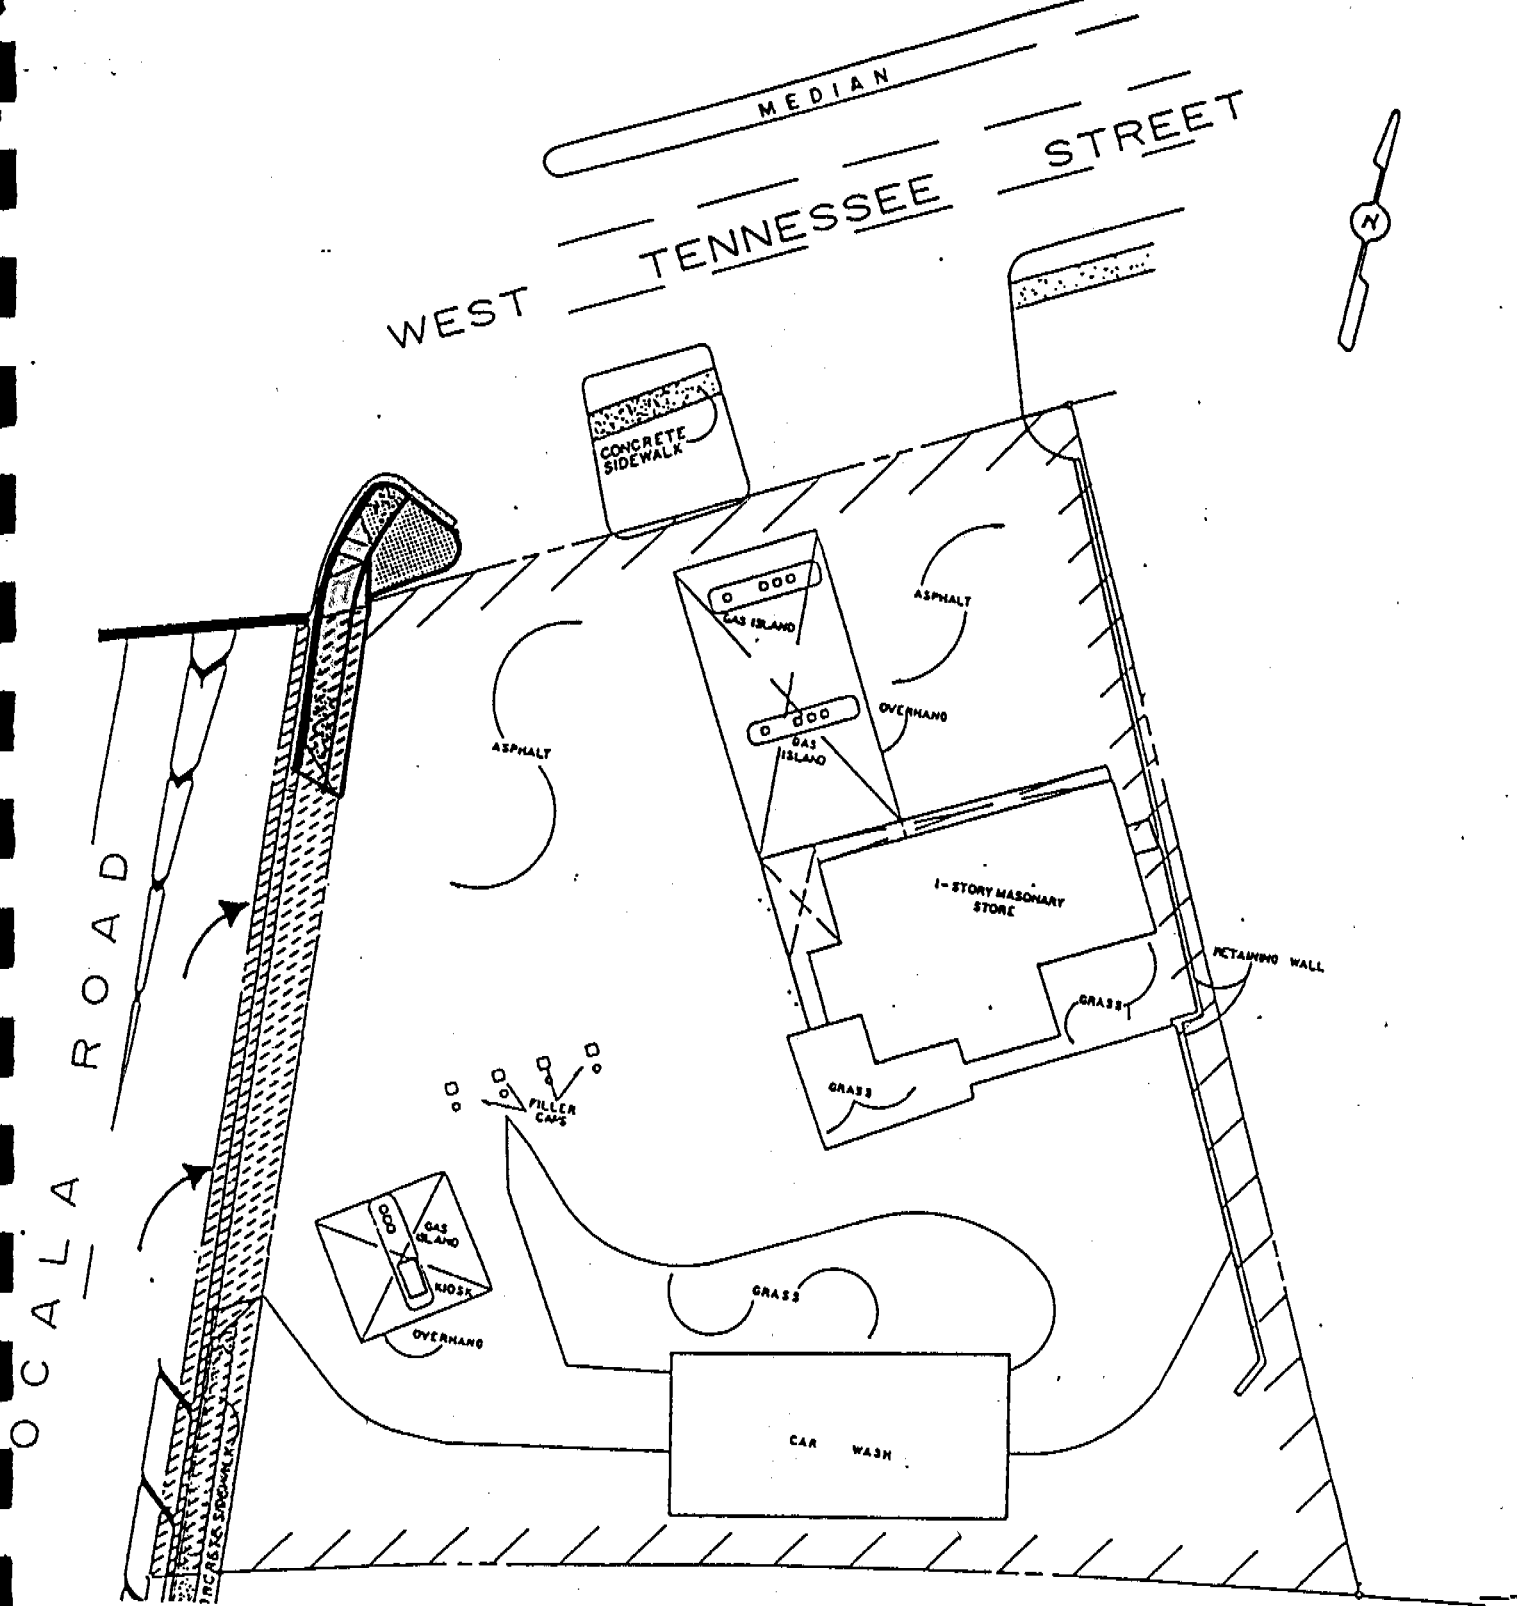 MEDIAN
WEST TENNESSEE STREET
N
CONCRETE
SIDEWALK
ASPHALT
GAS ISLAND
OVERHANG
GAS
ISLAND
ASPHALT
1-STORY MASONARY
STORE
RETAINING WALL
GRASS
GRASS
FILLER
CAPS
GAS
ISLAND
KIOSK
OVERHANG
GRASS
CAR WASH
OCALA ROAD
SIDEWALK